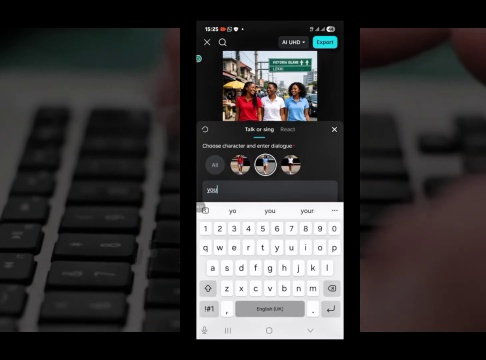 15:25
AI UHD
Export
VICTORIA ISLAND
LEKKI
Talk or sing React
Choose character and enter dialogue
All
you
yo you your
1 2 3 4 5 6 7 8 9 0
q w e r t y u i o p
a s d f g h j k l
z x c v b n m
!#1 , English (UK) .